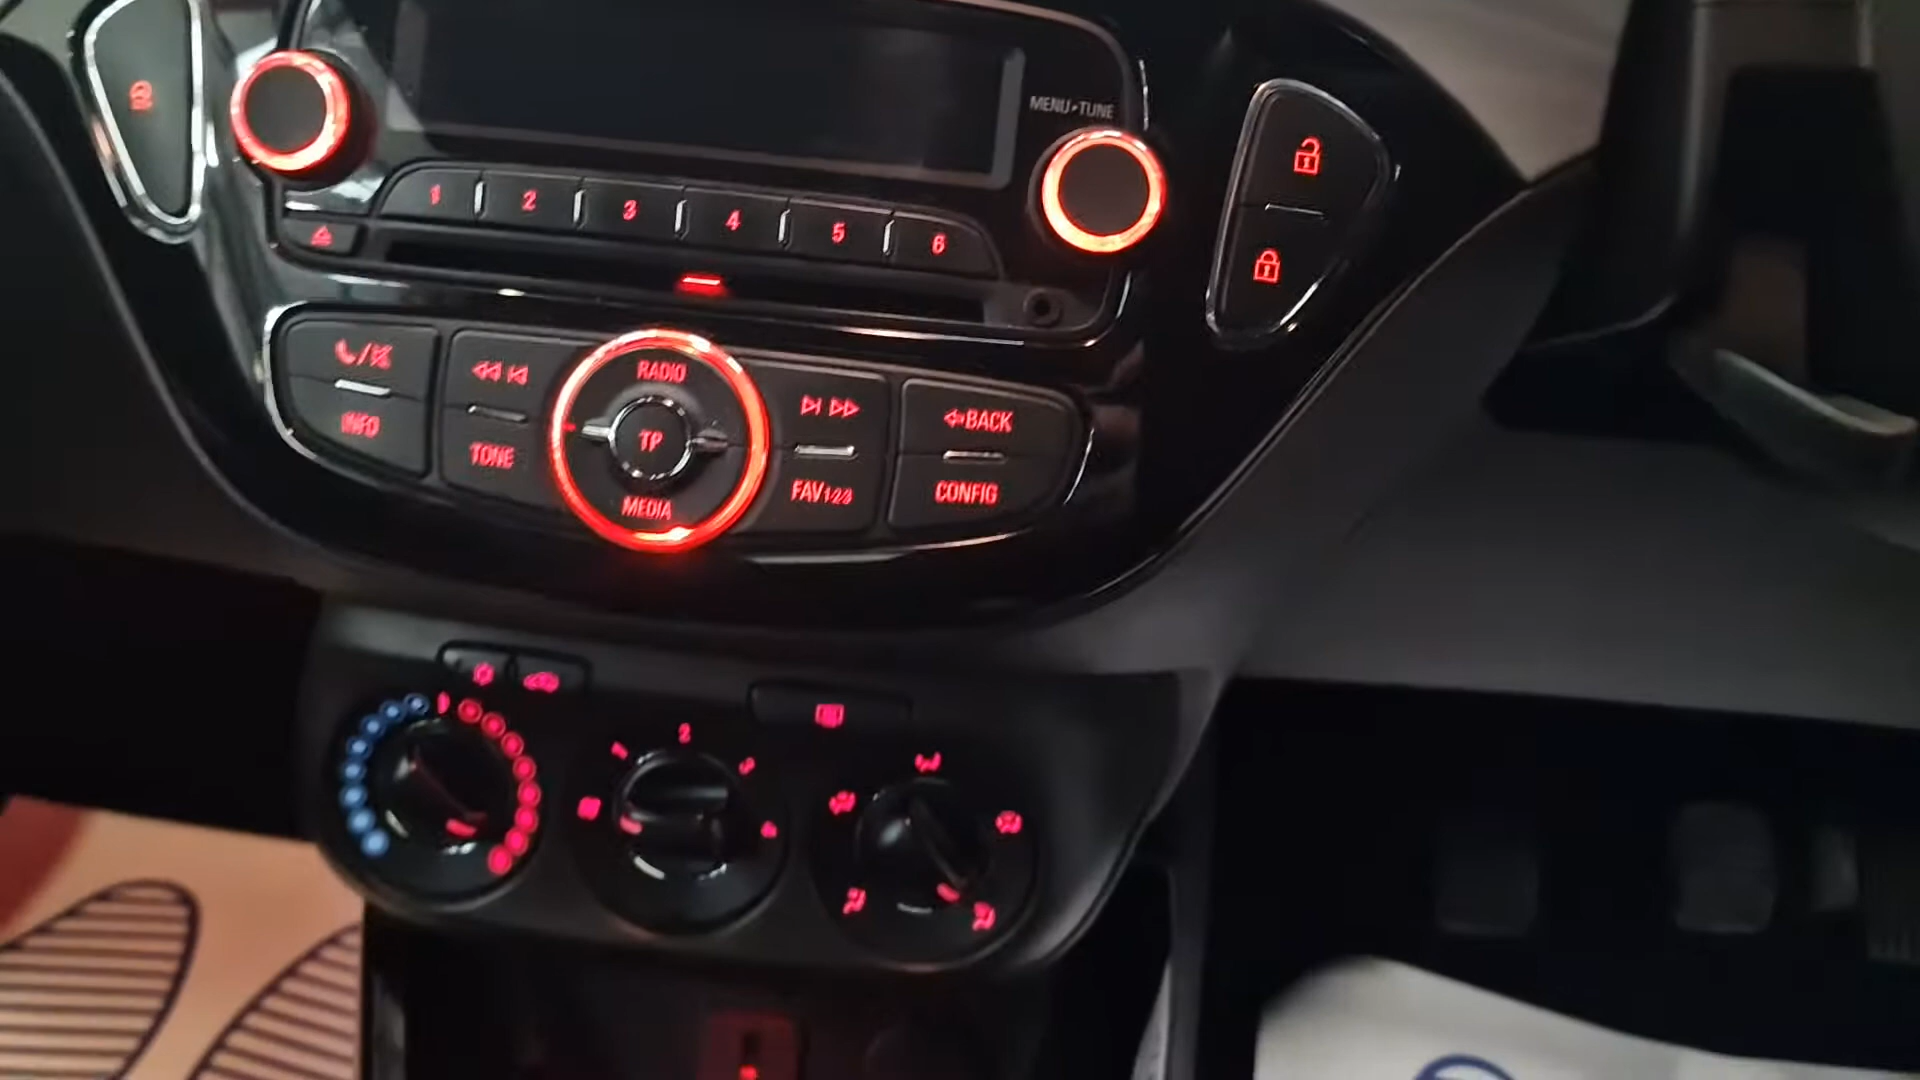 MENU•TUNE
1 2 3 4 5 6
RADIO
BACK
INFO
TONE
TP
MEDIA
FAV1·2·3
CONFIG
2